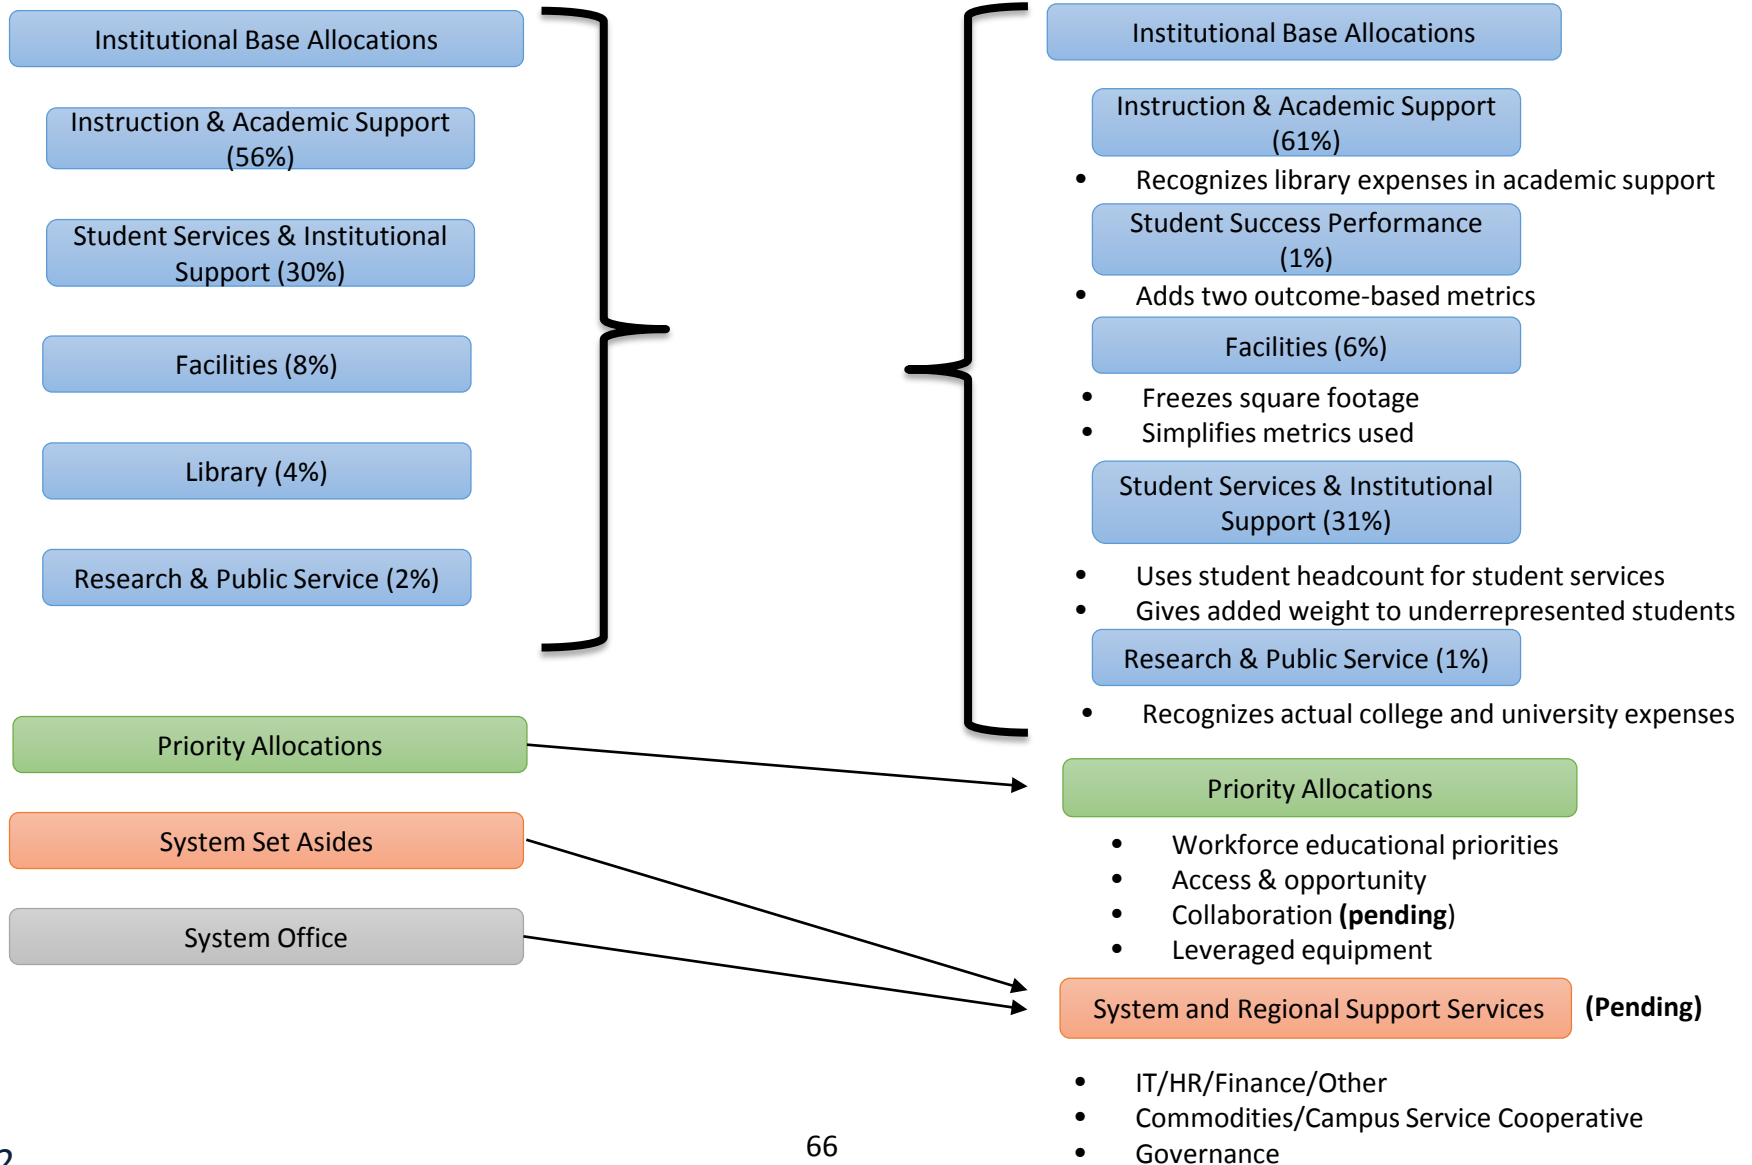 Institutional Base Allocations
Instruction & Academic Support
(56%)
Student Services & Institutional
Support (30%)
Facilities (8%)
Library (4%)
Research & Public Service (2%)
Priority Allocations
System Set Asides
System Office
Institutional Base Allocations
Instruction & Academic Support
(61%)
• Recognizes library expenses in academic support
Student Success Performance
(1%)
• Adds two outcome-based metrics
Facilities (6%)
• Freezes square footage
• Simplifies metrics used
Student Services & Institutional
Support (31%)
• Uses student headcount for student services
• Gives added weight to underrepresented students
Research & Public Service (1%)
• Recognizes actual college and university expenses
Priority Allocations
• Workforce educational priorities
• Access & opportunity
• Collaboration (pending)
• Leveraged equipment
System and Regional Support Services (Pending)
• IT/HR/Finance/Other
• Commodities/Campus Service Cooperative
• Governance
66